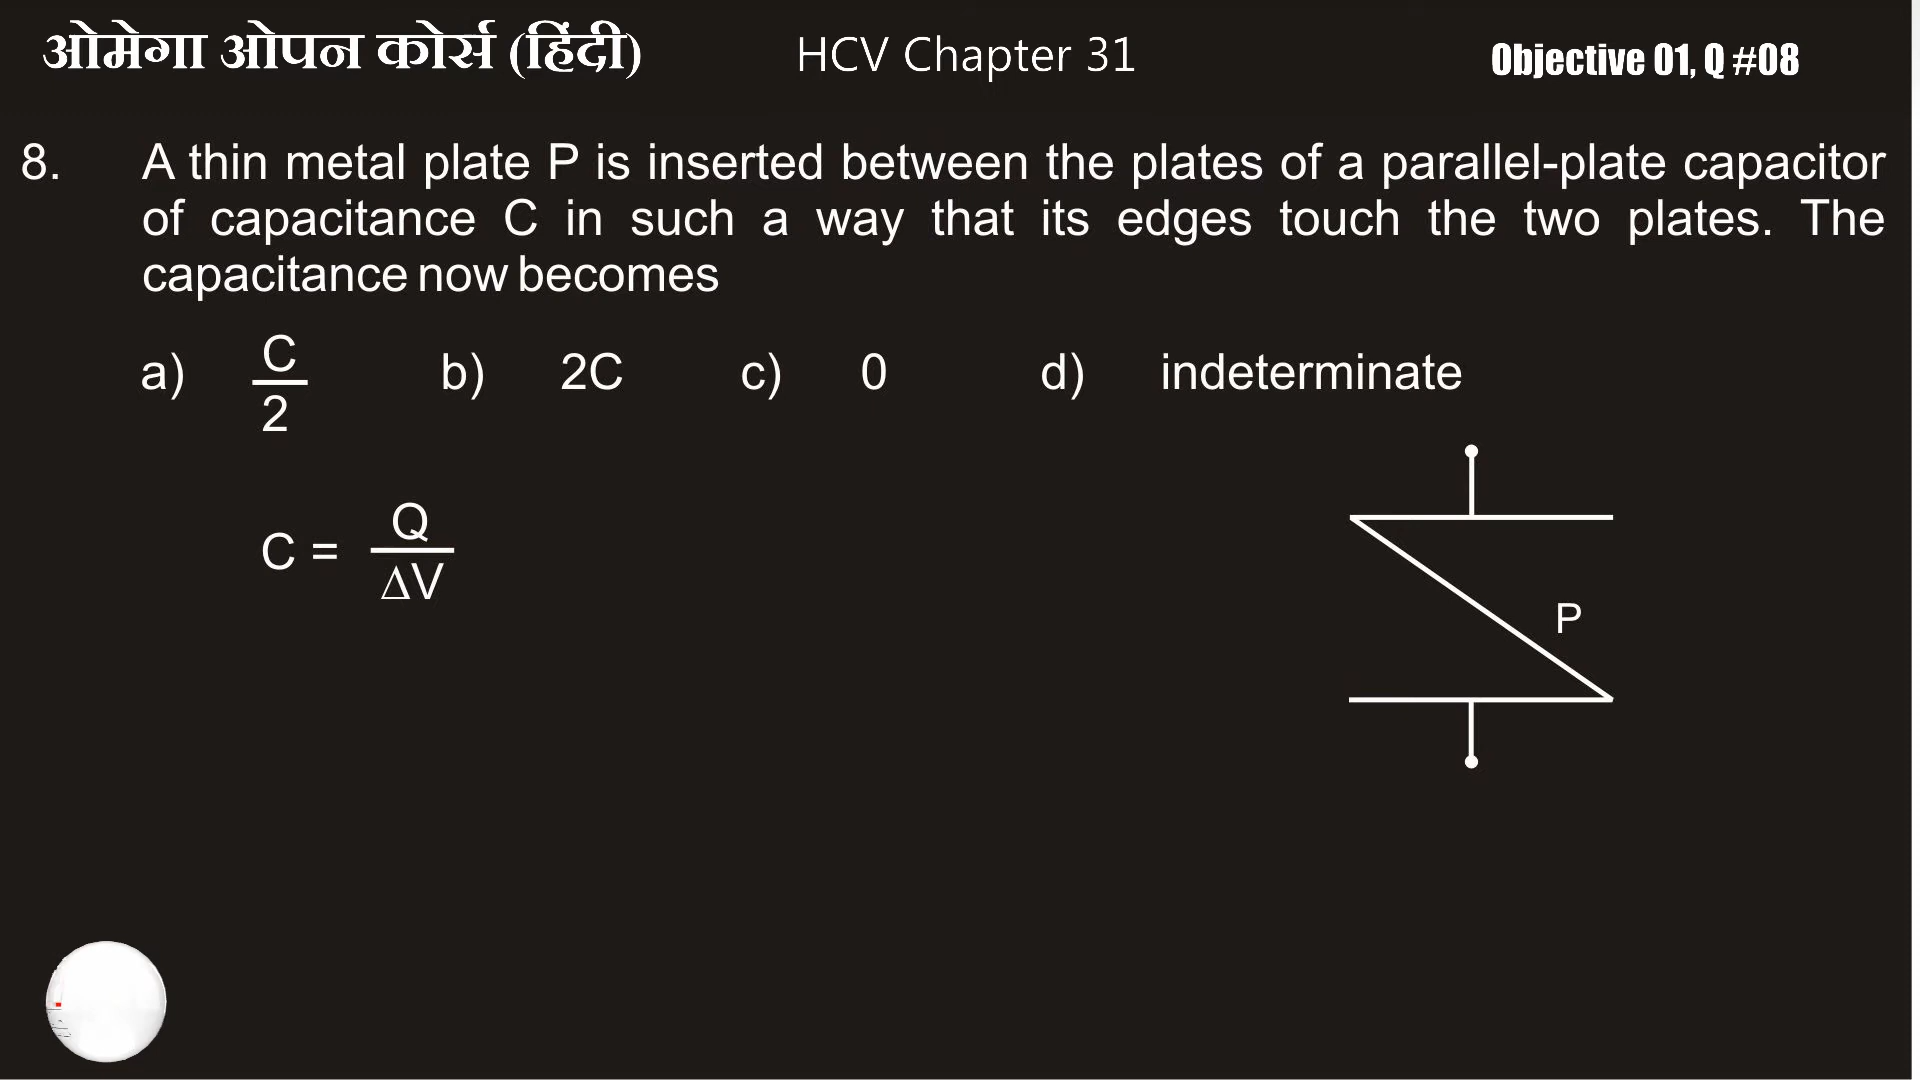 ओमेगा ओपन कोर्स (हिंदी)
HCV Chapter 31
Objective 01, Q #08
8. A thin metal plate P is inserted between the plates of a parallel-plate capacitor
of capacitance C in such a way that its edges touch the two plates. The
capacitance now becomes
a) C/2 b) 2C c) 0 d) indeterminate
C = Q/ΔV
P